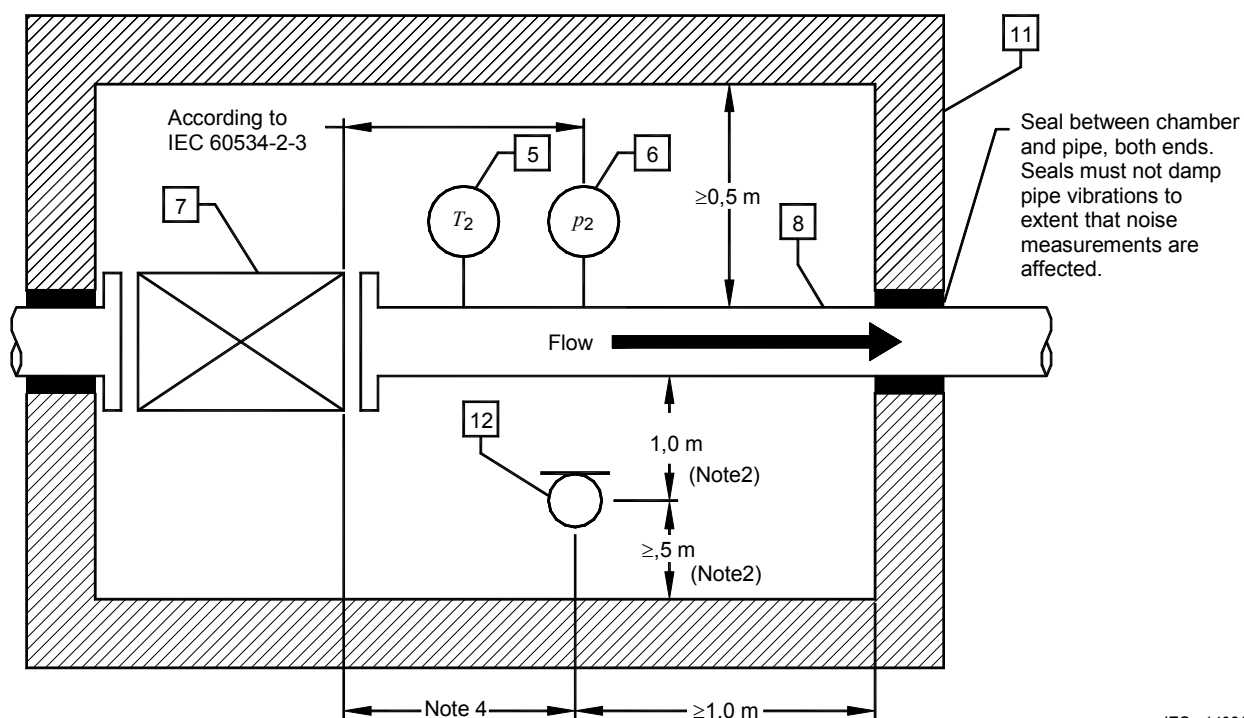 11
According to
IEC 60534-2-3
Seal between chamber
and pipe, both ends.
Seals must not damp
pipe vibrations to
extent that noise
measurements are
affected.
5
6
≥0,5 m
7
T2
p2
8
Flow
12
1,0 m
(Note2)
≥,5 m
(Note2)
Note 4
≥1,0 m